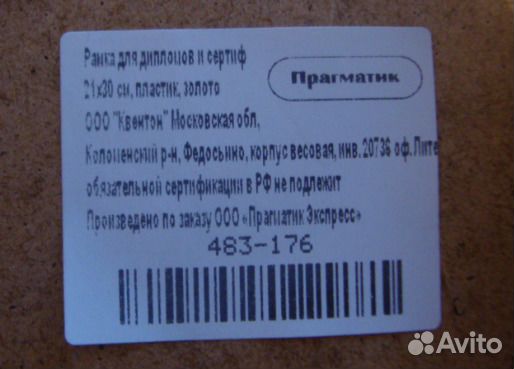 Рамка для дипломов и сертиф
Прагматик
21x30 см, пластик, золото
ООО "Квентон" Московская обл,
Коломенский р-н, Федосьино, корпус весовая, инв. 20736 оф. Лите
обязательной сертификации в РФ не подлежит
Произведено по заказу ООО «Прагматик Экспресс»
483-176
Avito